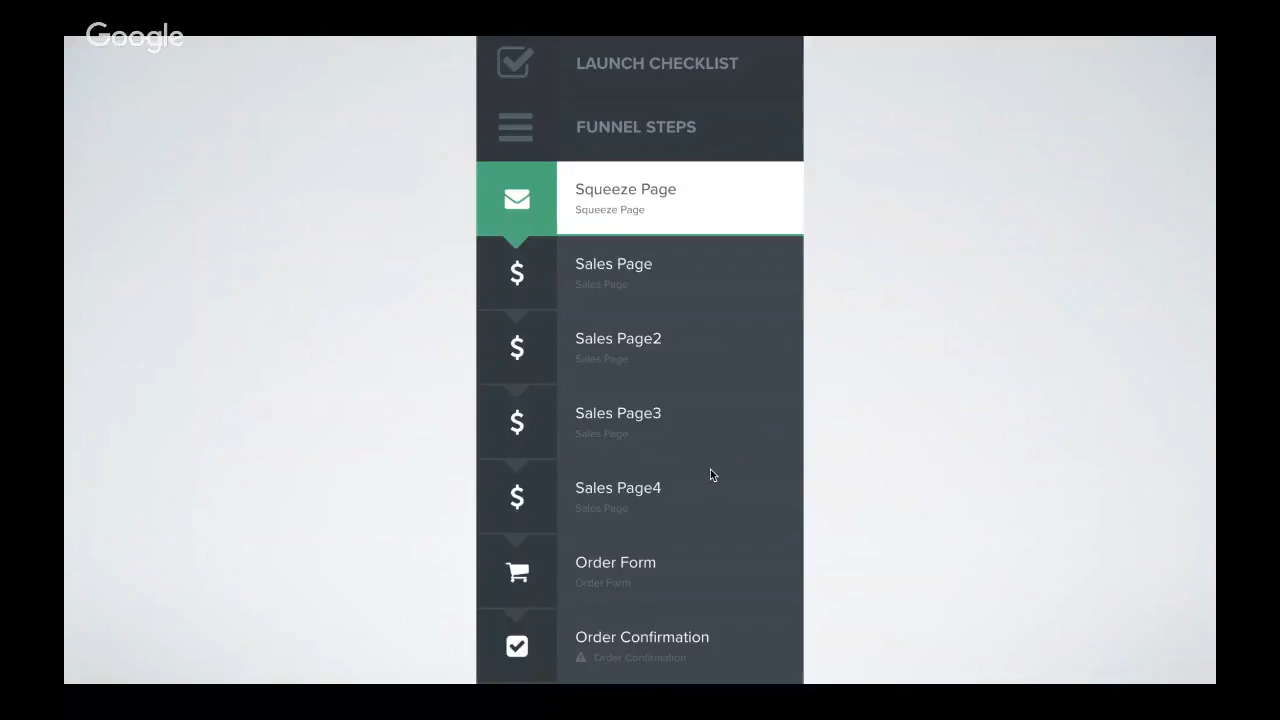 Google
LAUNCH CHECKLIST
FUNNEL STEPS
Squeeze Page
Squeeze Page
Sales Page
Sales Page
Sales Page2
Sales Page
Sales Page3
Sales Page
Sales Page4
Sales Page
Order Form
Order Form
Order Confirmation
Order Confirmation